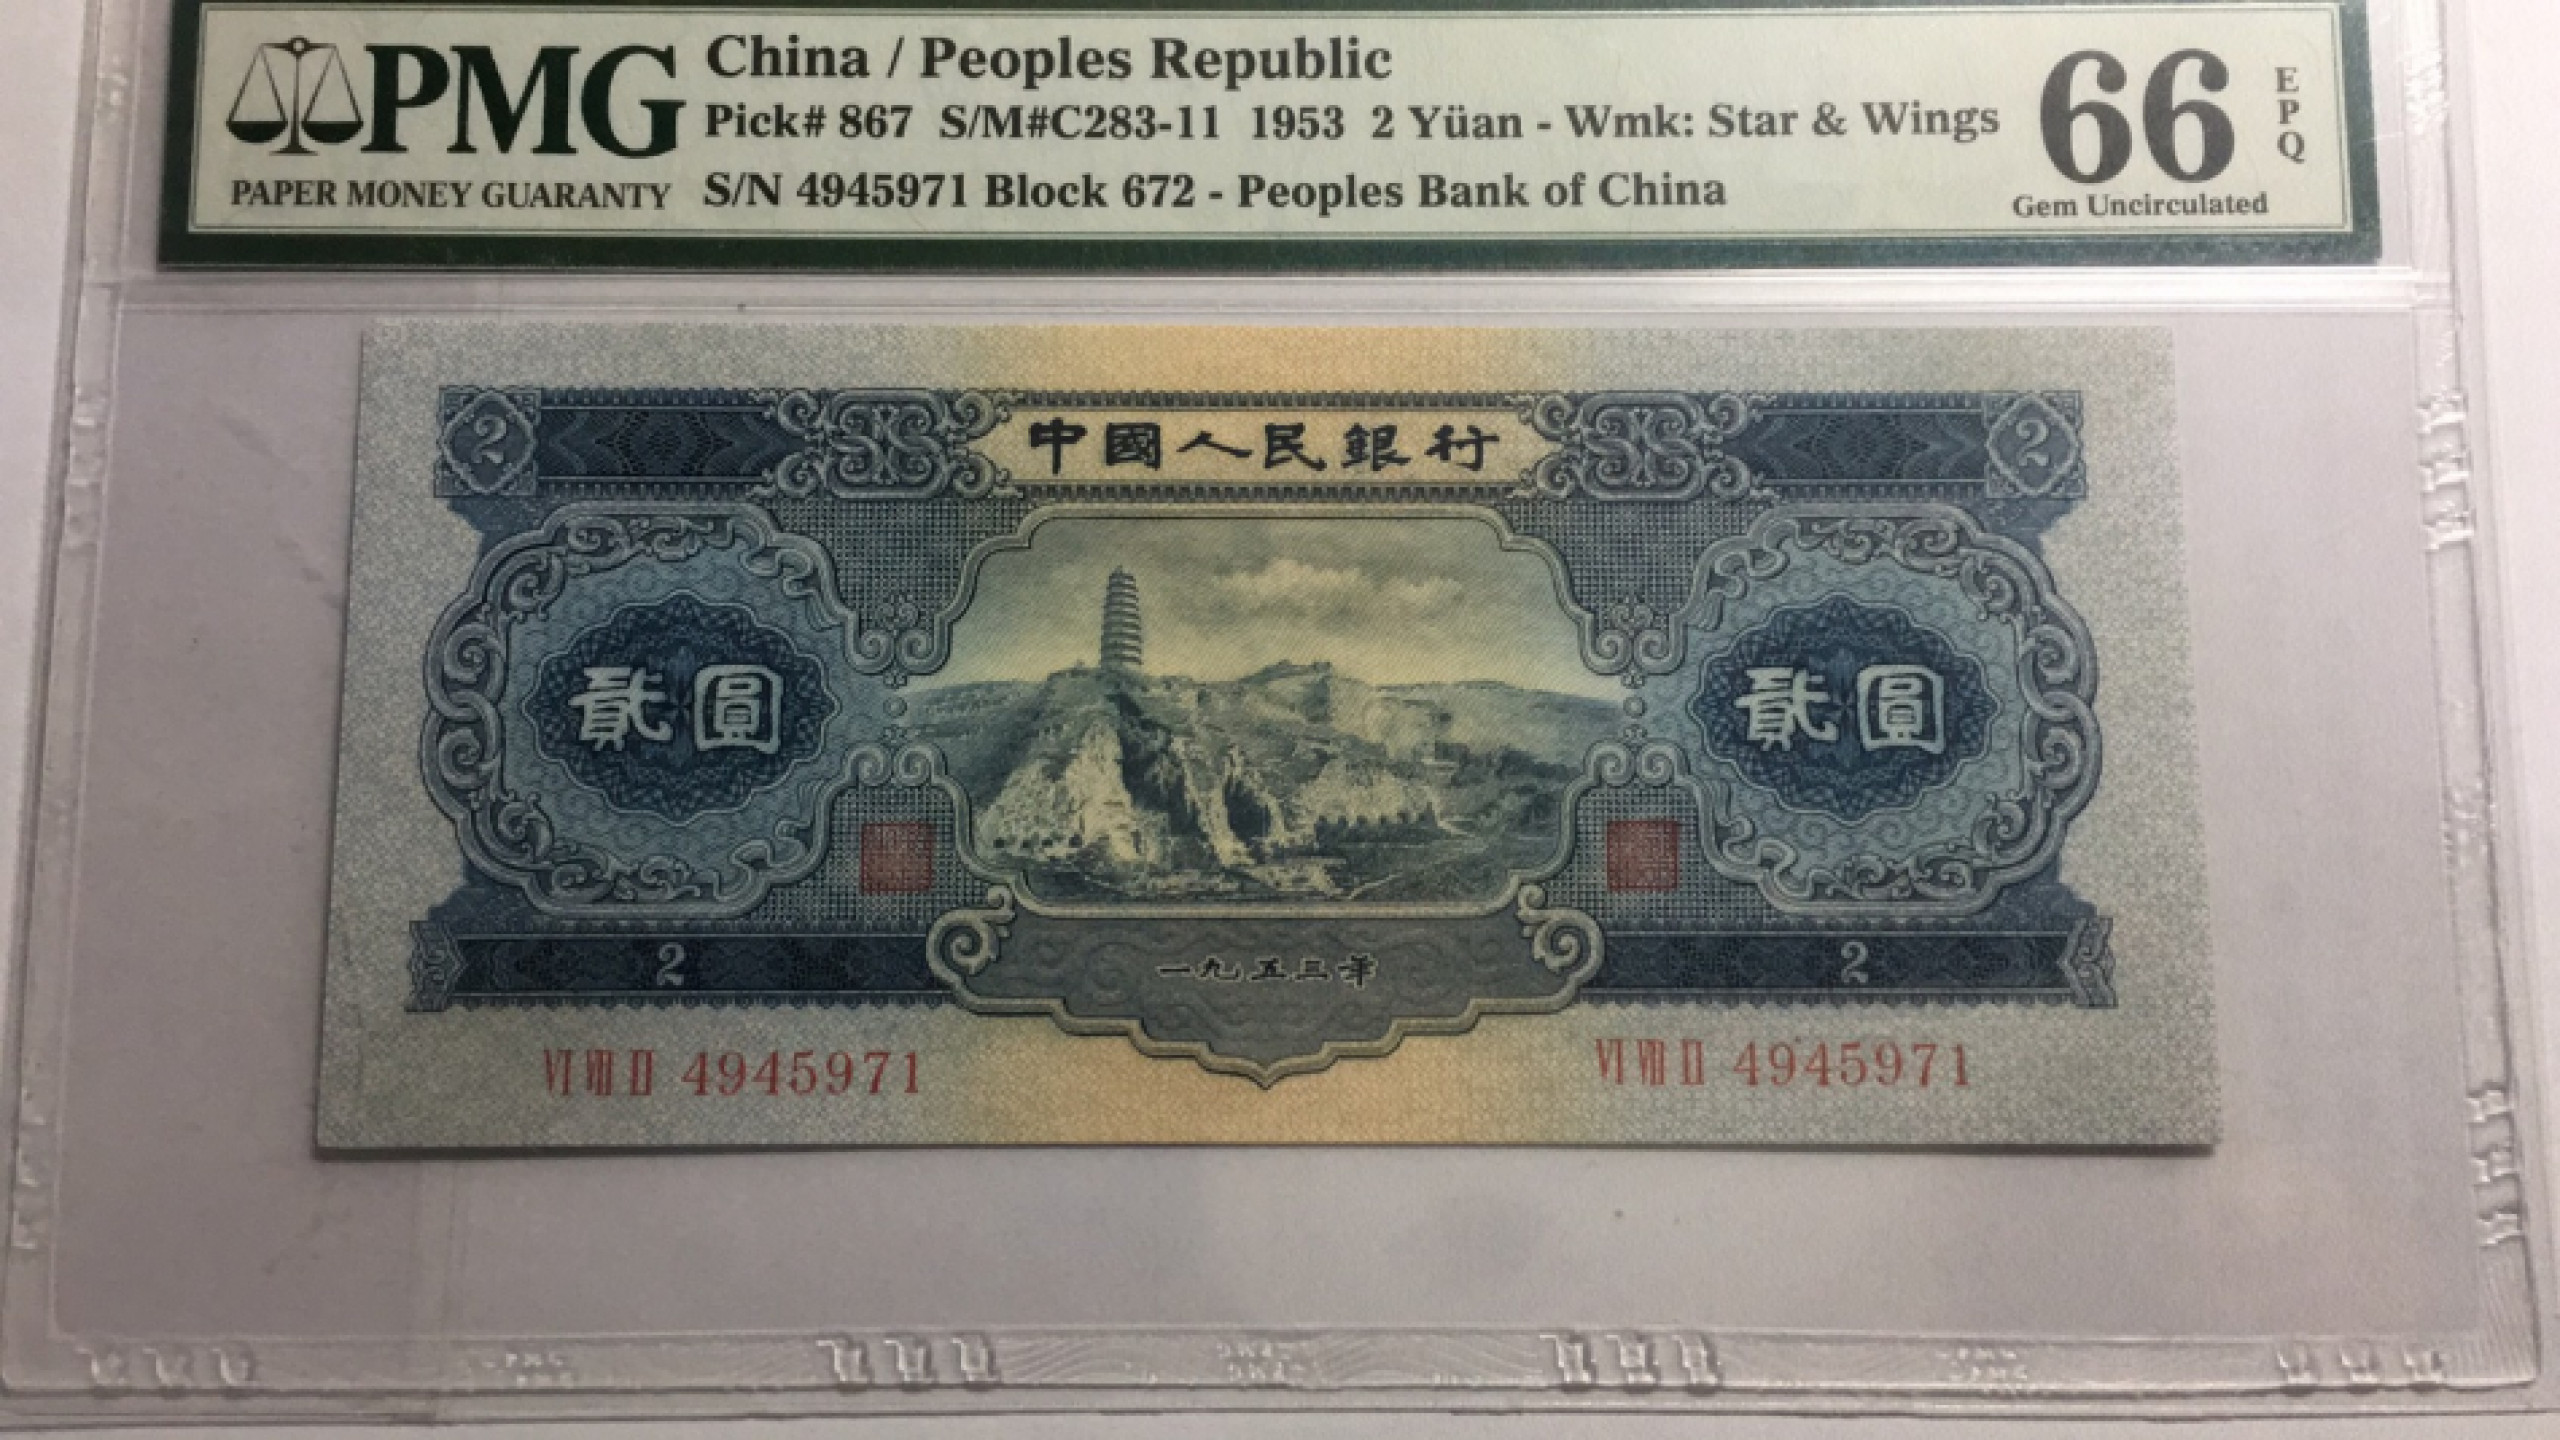 PMG
PAPER MONEY GUARANTY
China / Peoples Republic
Pick# 867 S/M#C283-11 1953 2 Yüan - Wmk: Star & Wings
S/N 4945971 Block 672 - Peoples Bank of China
66
EPQ
Gem Uncirculated
2 中國人民銀行 2
貳圓 貳圓
2 一九五三年 2
VI VII II 4945971 VI VII II 4945971